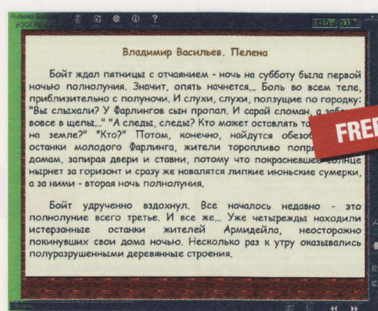 Владимир Васильев. Пелена
Бойт ждал пятницы с отчаянием - ночь на субботу была первой
ночью полнолуния. Значит, опять начнется... Боль во всем теле,
приблизительно с полуночи. И слухи, слухи, ползущие по городку:
"Вы слыхали? У Фарлингов сын пропал. И сарай сломан, а
вовсе в щепы..." "А следы, следы? Кто может оставлять
на земле?" "Кто?" Потом, конечно, найдутся
останки молодого Фарлинга, жители торопливо
домам, запирая двери и ставни, потому что покрасневшее солнце
нырнет за горизонт и сразу же навалятся липкие июньские сумерки,
а за ними - вторая ночь полнолуния.
Бойт удрученно вздохнул. Все началось недавно - это
полнолуние всего третье. И все же... Уже четырежды находили
истерзанные останки жителей Армидейла, неосторожно
покинувших свои дома ночью. Несколько раз к утру оказывались
полуразрушенными деревянные строения.
FREE